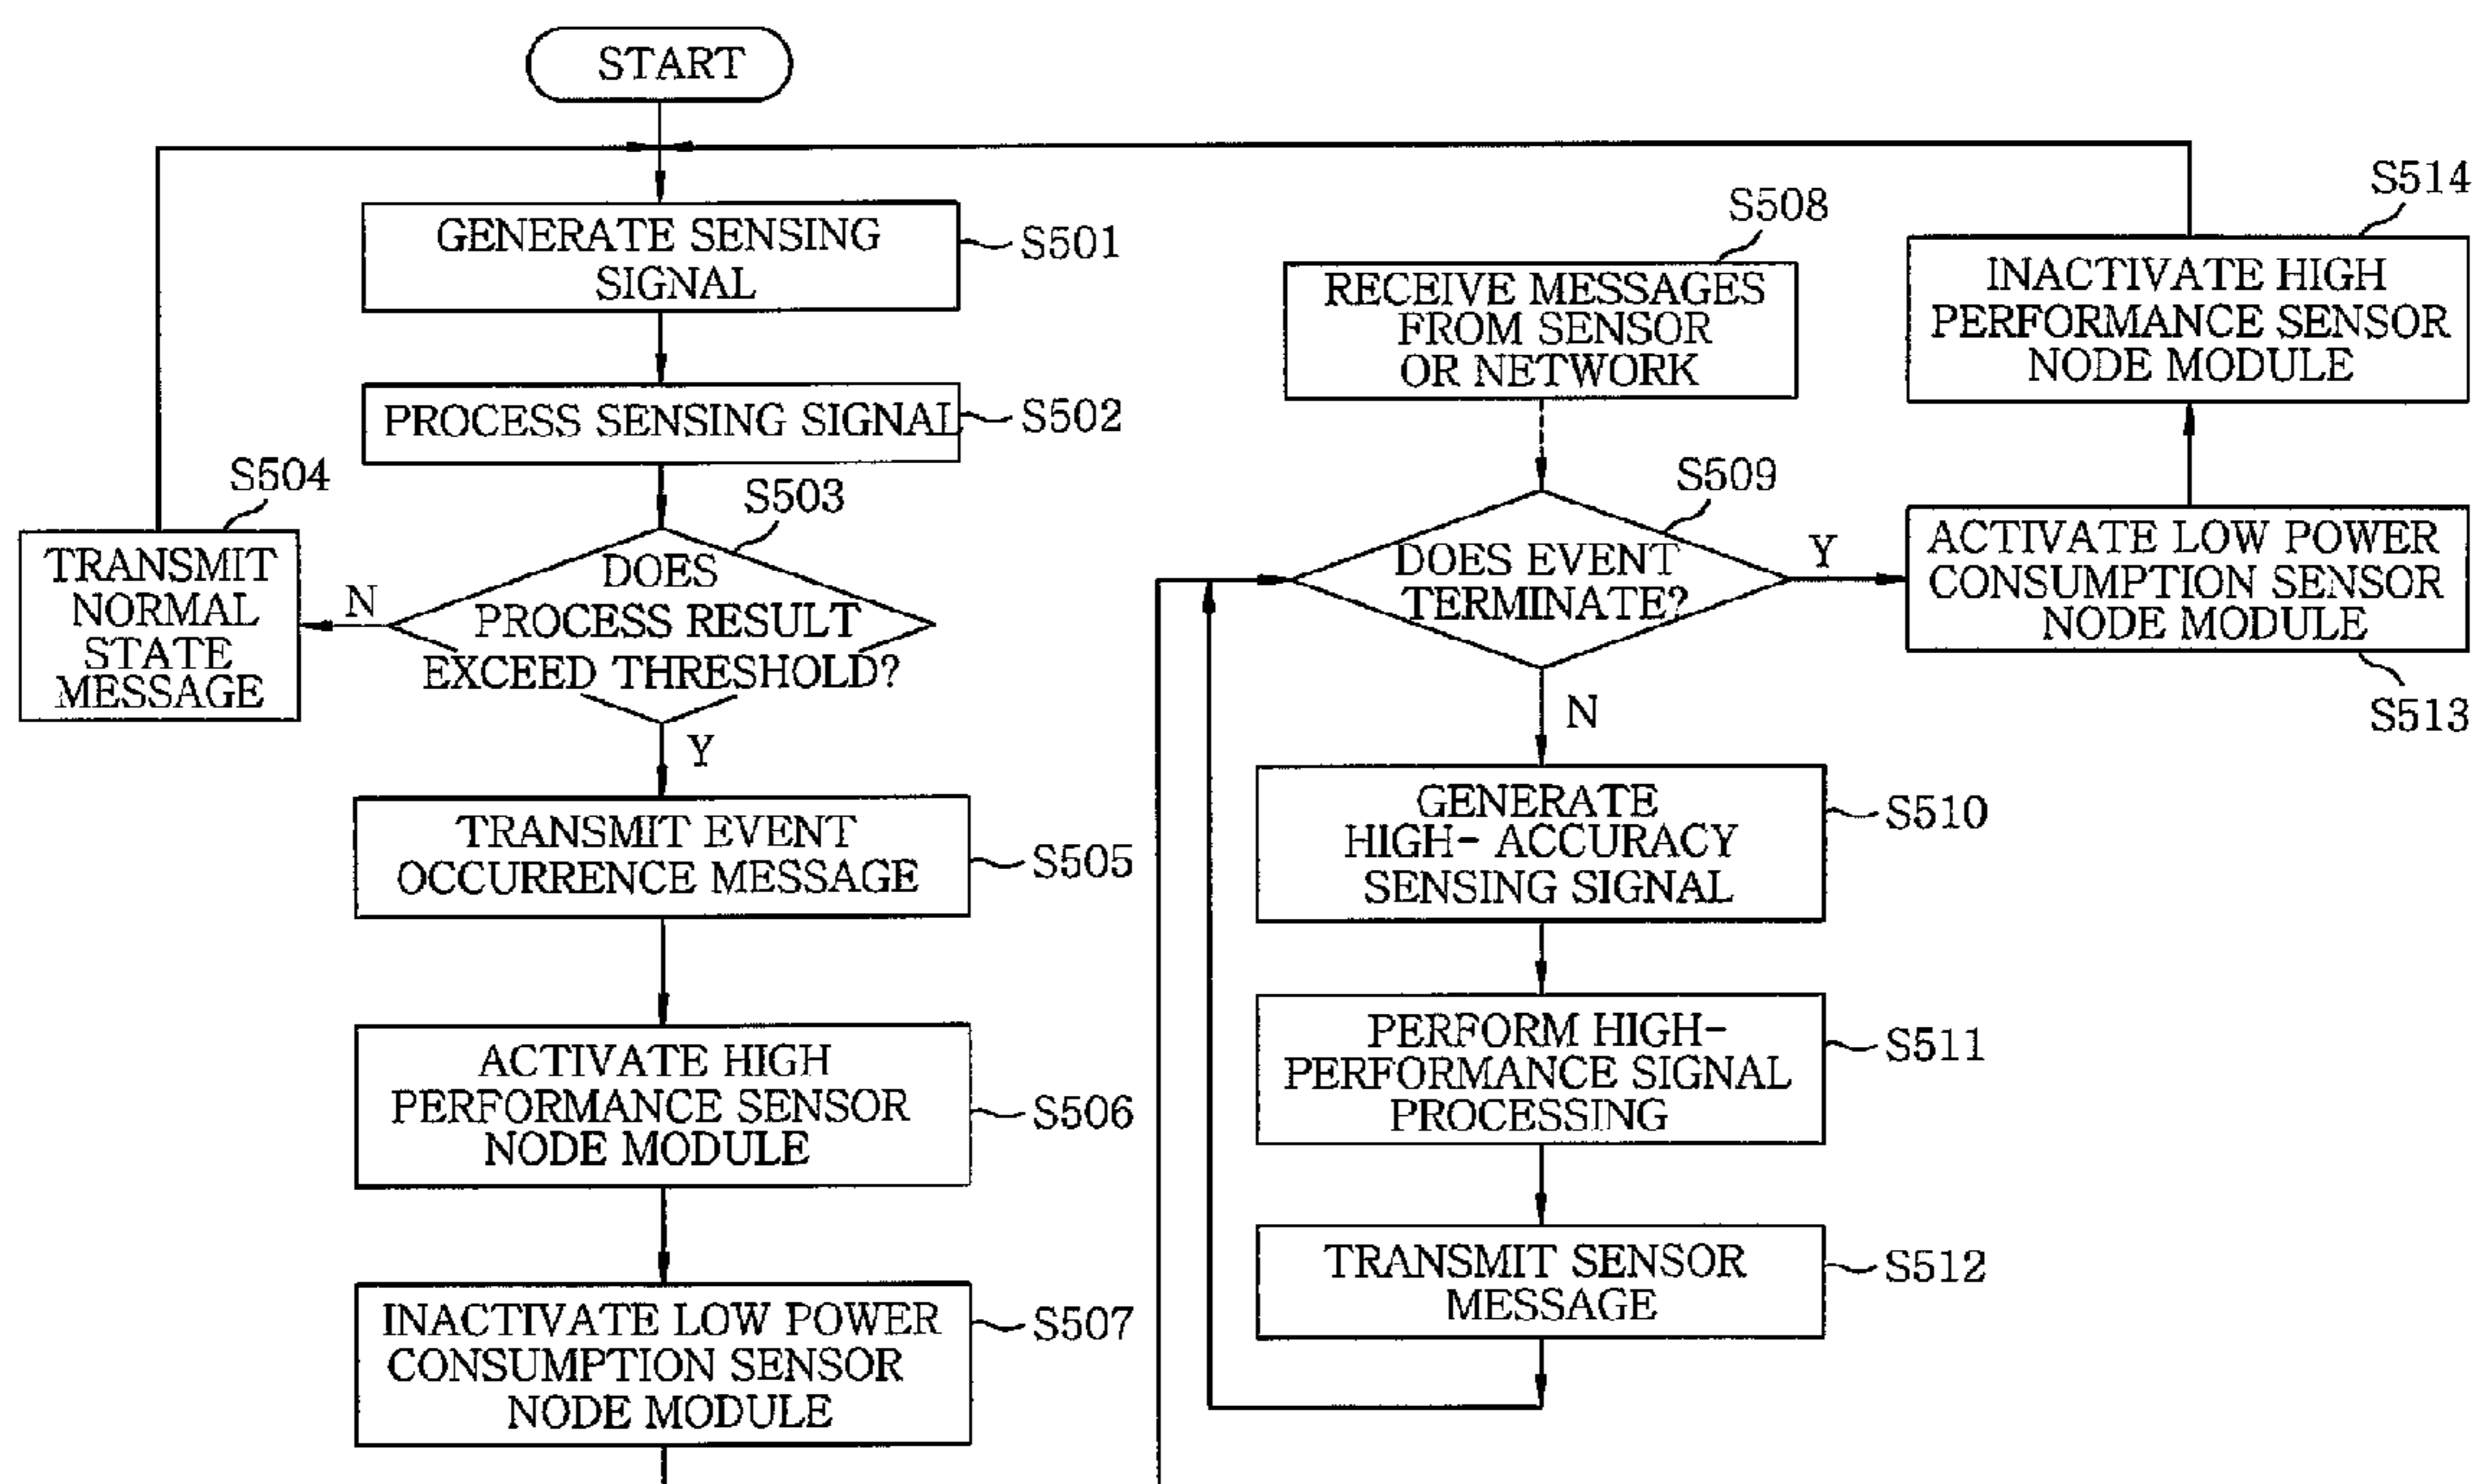 START
GENERATE SENSING
SIGNAL
S501
PROCESS SENSING SIGNAL
S502
S503
DOES
PROCESS RESULT
EXCEED THRESHOLD?
N
Y
S504
TRANSMIT
NORMAL
STATE
MESSAGE
TRANSMIT EVENT
OCCURRENCE MESSAGE
S505
ACTIVATE HIGH
PERFORMANCE SENSOR
NODE MODULE
S506
INACTIVATE LOW POWER
CONSUMPTION SENSOR
NODE MODULE
S507
S508
RECEIVE MESSAGES
FROM SENSOR
OR NETWORK
S509
DOES EVENT
TERMINATE?
Y
N
GENERATE
HIGH- ACCURACY
SENSING SIGNAL
S510
PERFORM HIGH-
PERFORMANCE SIGNAL
PROCESSING
S511
TRANSMIT SENSOR
MESSAGE
S512
S514
INACTIVATE HIGH
PERFORMANCE SENSOR
NODE MODULE
ACTIVATE LOW POWER
CONSUMPTION SENSOR
NODE MODULE
S513